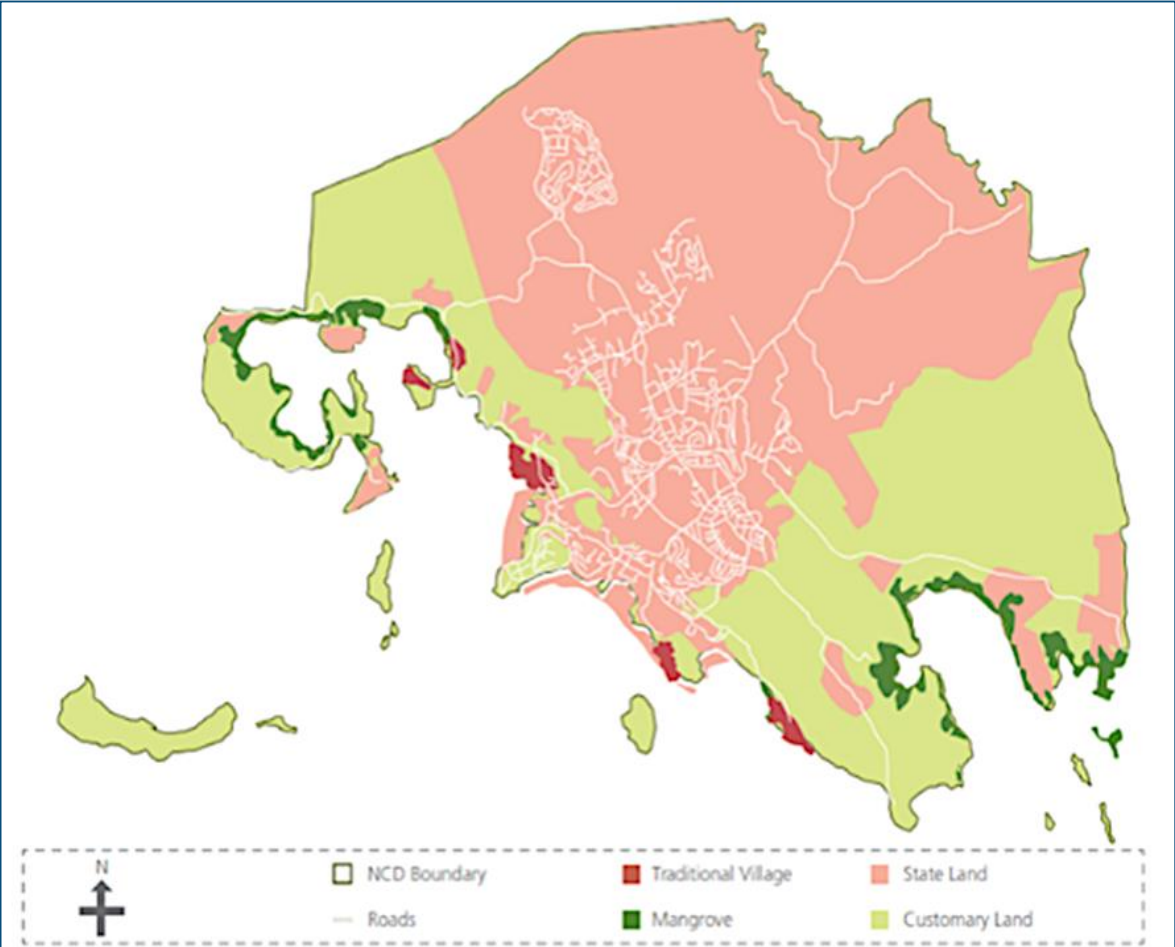 N
NCD Boundary
Traditional Village
State Land
Roads
Mangrove
Customary Land